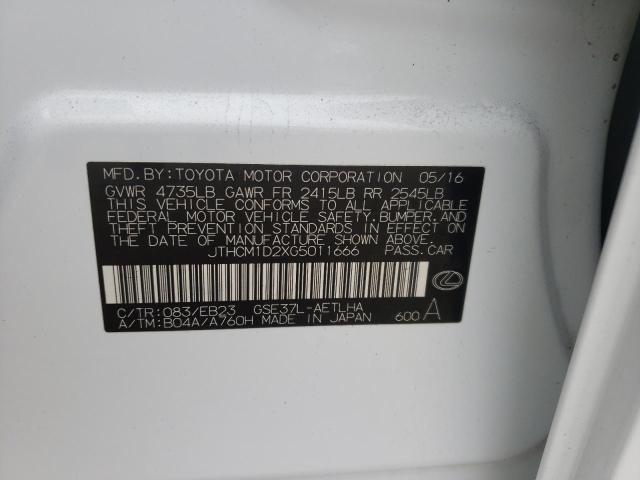 MFD. BY: TOYOTA MOTOR CORPORATION 05/16
GVWR 4735LB GAWR FR 2415LB RR 2545LB
THIS VEHICLE CONFORMS TO ALL APPLICABLE
FEDERAL MOTOR VEHICLE SAFETY, BUMPER, AND
THEFT PREVENTION STANDARDS IN EFFECT
ON THE DATE OF MANUFACTURE SHOWN ABOVE.
JTHCM1D2XG5011666 PASS. CAR
C/TR: 083/EB23 GSE37L-AETLHA
A/TM: B04A/A760H MADE IN JAPAN 600 A